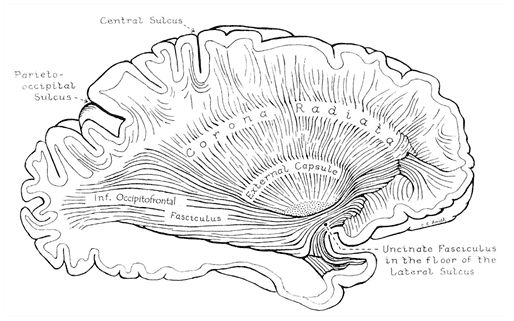 Central Sulcus
Parieto-
occipital
Sulcus
Corona Radiata
External Capsule
Inf. Occipitofrontal
Fasciculus
Uncinate Fasciculus
in the floor of the
Lateral Sulcus